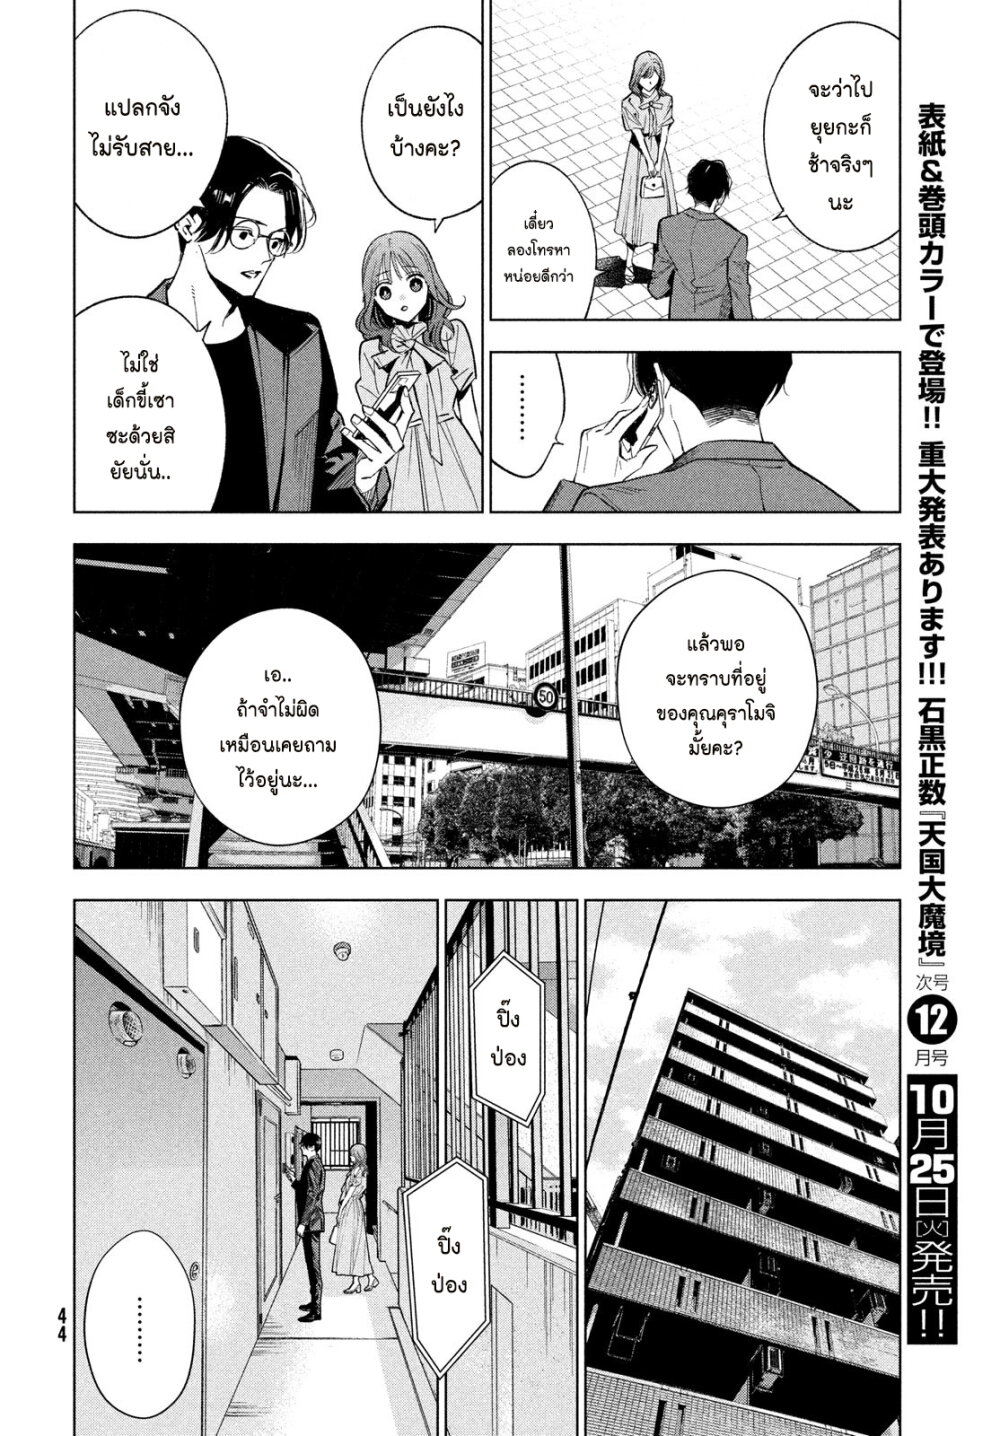 จะว่าไป
ยุยกะก็
ช้าจริงๆ
นะ
เดี๋ยว
ลองโทรหา
หน่อยดีกว่า
..........
เป็นยังไง
บ้างคะ?
แปลกจัง
ไม่รับสาย...
ไม่ใช่
เด็กขี้เซา
ซะด้วยสิ
ยัยนั่น..
แล้วพอ
จะทราบที่อยู่
ของคุณคุราโมจิ
มั้ยคะ?
เอ..
ถ้าจำไม่ผิด
เหมือนเคยถาม
ไว้อยู่นะ...
50
ปิ๊ง
ป่อง
ปิ๊ง
ป่อง
..........
44
表紙&巻頭カラーで登場!! 重大発表あります!!! 石黒正数『天国大魔境』次号12月号10月25日(火)発売!!